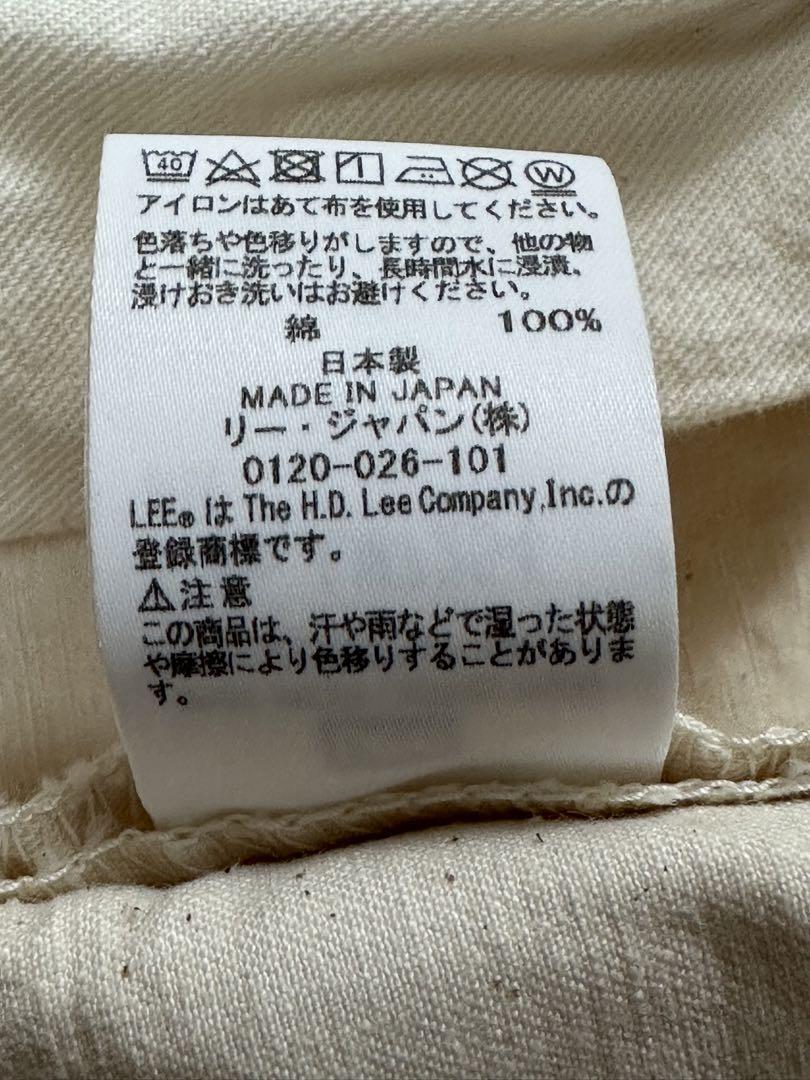 40 W
アイロンはあて布を使用してください。
色落ちや色移りがしますので、他の物
と一緒に洗ったり、長時間水に浸漬、
浸けおき洗いはお避けください。
綿 100%
日本製
MADE IN JAPAN
リー・ジャパン(株)
0120-026-101
LEE® は The H.D. Lee Company,Inc.の
登録商標です。
⚠注意
この商品は、汗や雨などで湿った状態
や摩擦により色移りすることがありま
す。